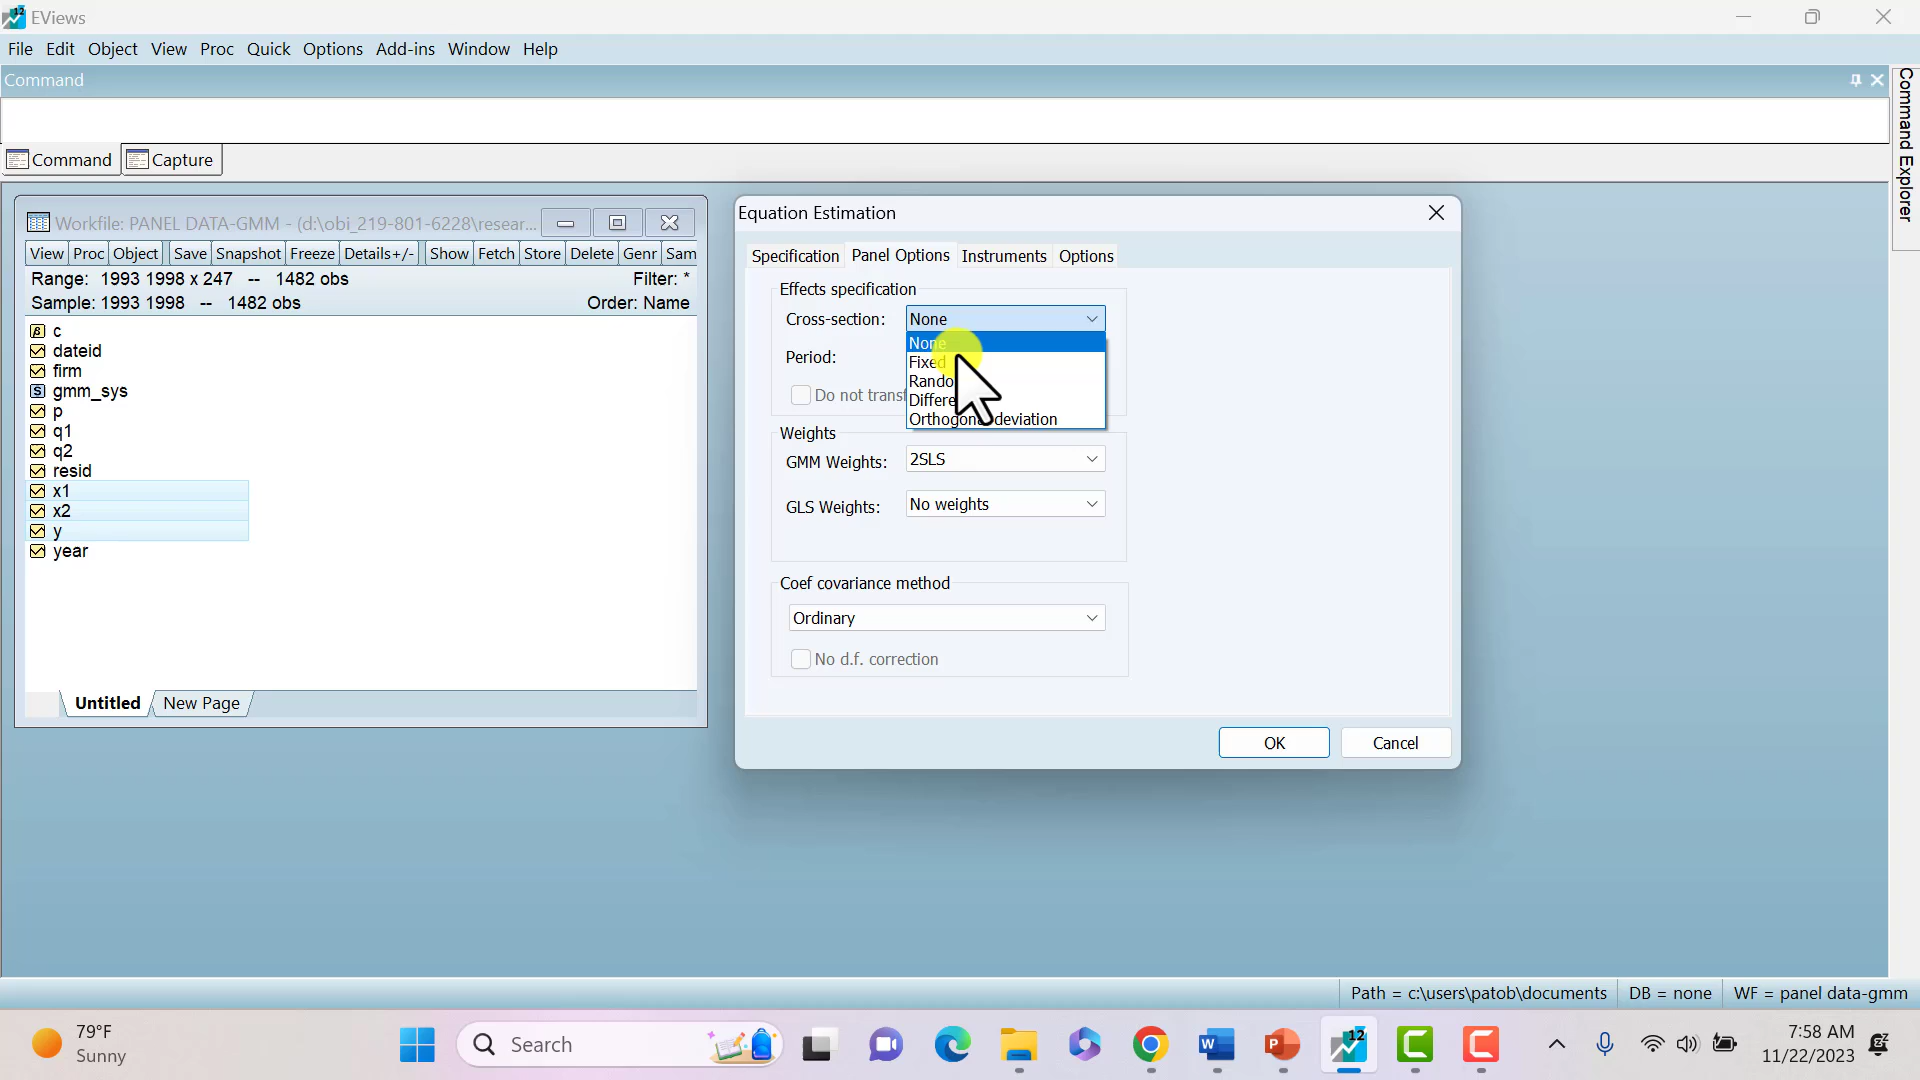 EViews
File Edit Object View Proc Quick Options Add-ins Window Help
Command
Command Capture
Command Explorer
Workfile: PANEL DATA-GMM - (d:\obi_219-801-6228\resear...
View Proc Object Save Snapshot Freeze Details+/- Show Fetch Store Delete Genr Sam
Range: 1993 1998 x 247 -- 1482 obs Filter: *
Sample: 1993 1998 -- 1482 obs Order: Name
c
dateid
firm
gmm_sys
p
q1
q2
resid
x1
x2
y
year
Untitled New Page
Equation Estimation
Specification Panel Options Instruments Options
Effects specification
Cross-section: None
None
Fixed
Period:
Orthogonal deviation
Weights
GMM Weights: 2SLS
GLS Weights: No weights
Coef covariance method
Ordinary
No d.f. correction
OK Cancel
Path = c:\users\patob\documents DB = none WF = panel data-gmm
79°F
Sunny
Search
12
7:58 AM
11/22/2023